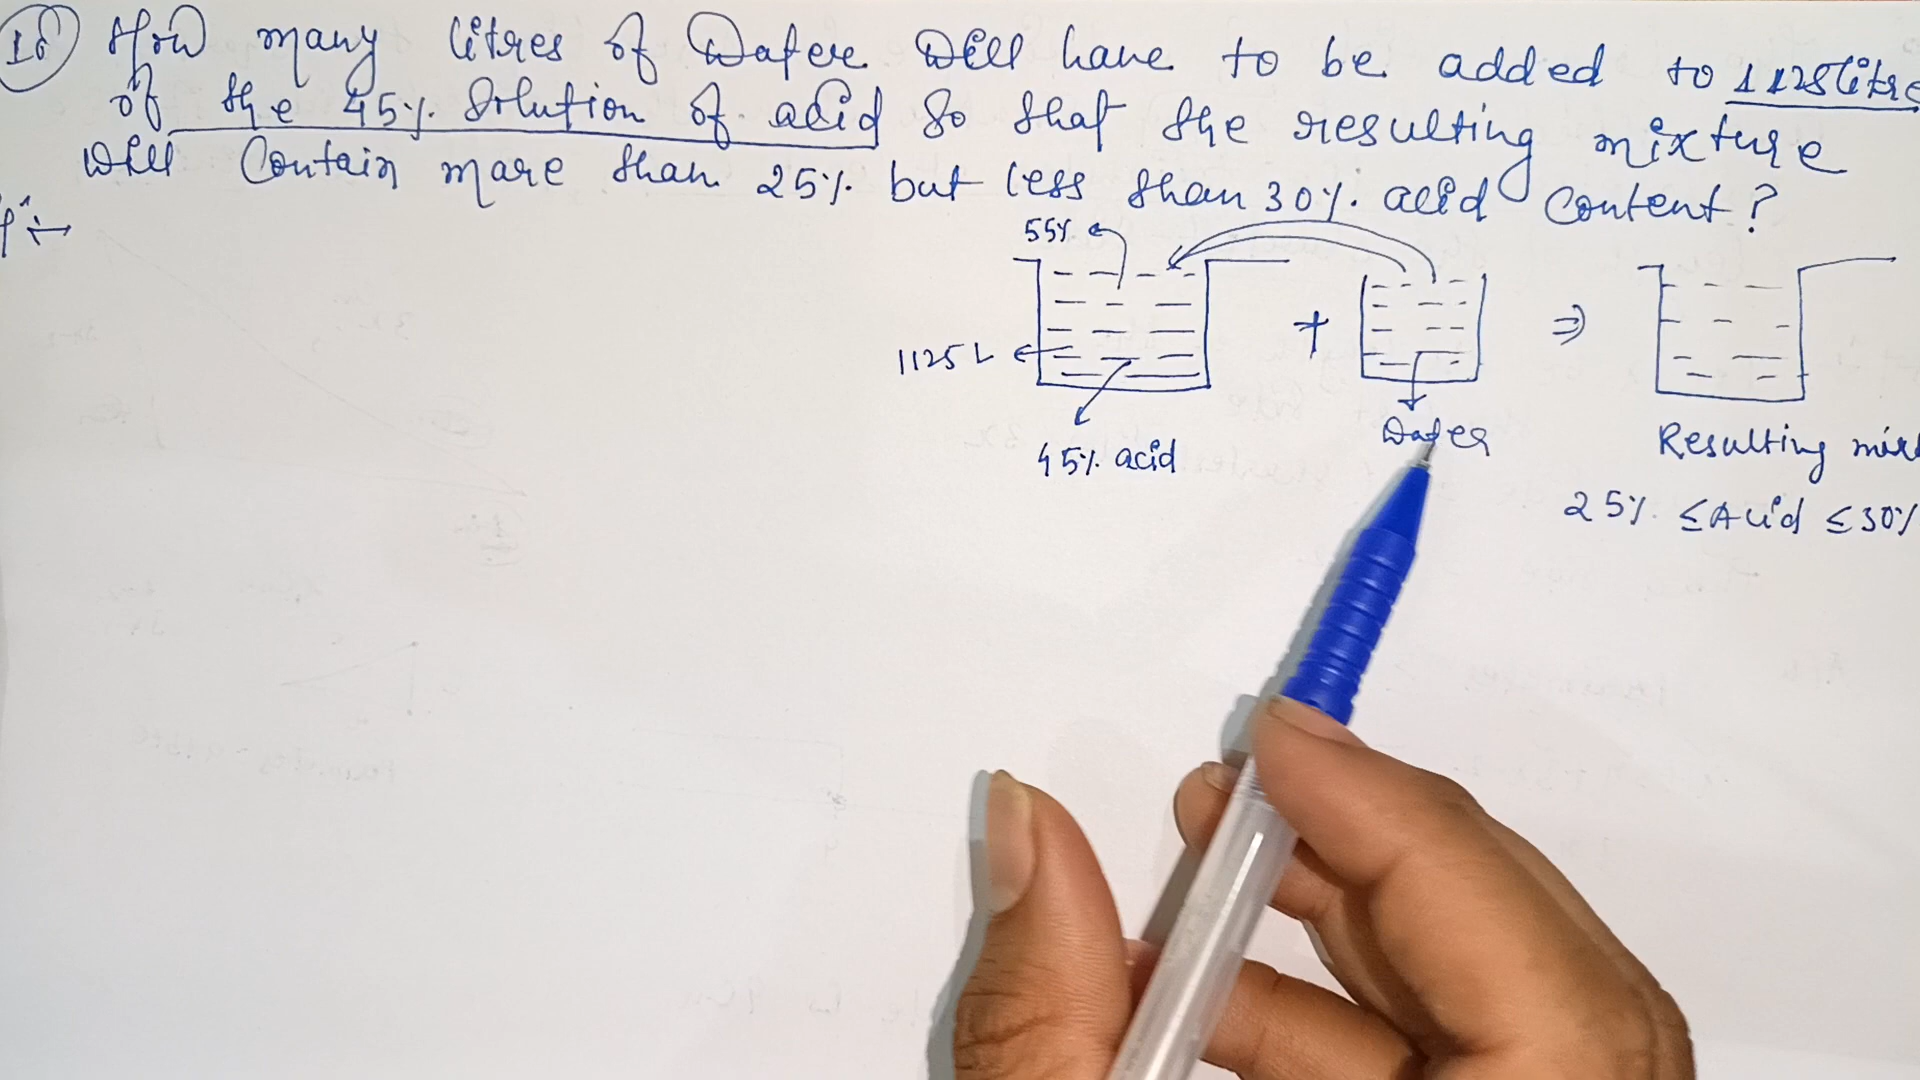 How many litres of Water will have to be added to 1125 litre
of the 45% Solution of acid So that the resulting mixture
will Contain more than 25% but less than 30% acid Content?
55%
1125 L
+
⇒
45% acid
Water
Resulting mix
25% ≤ Acid ≤ 30%